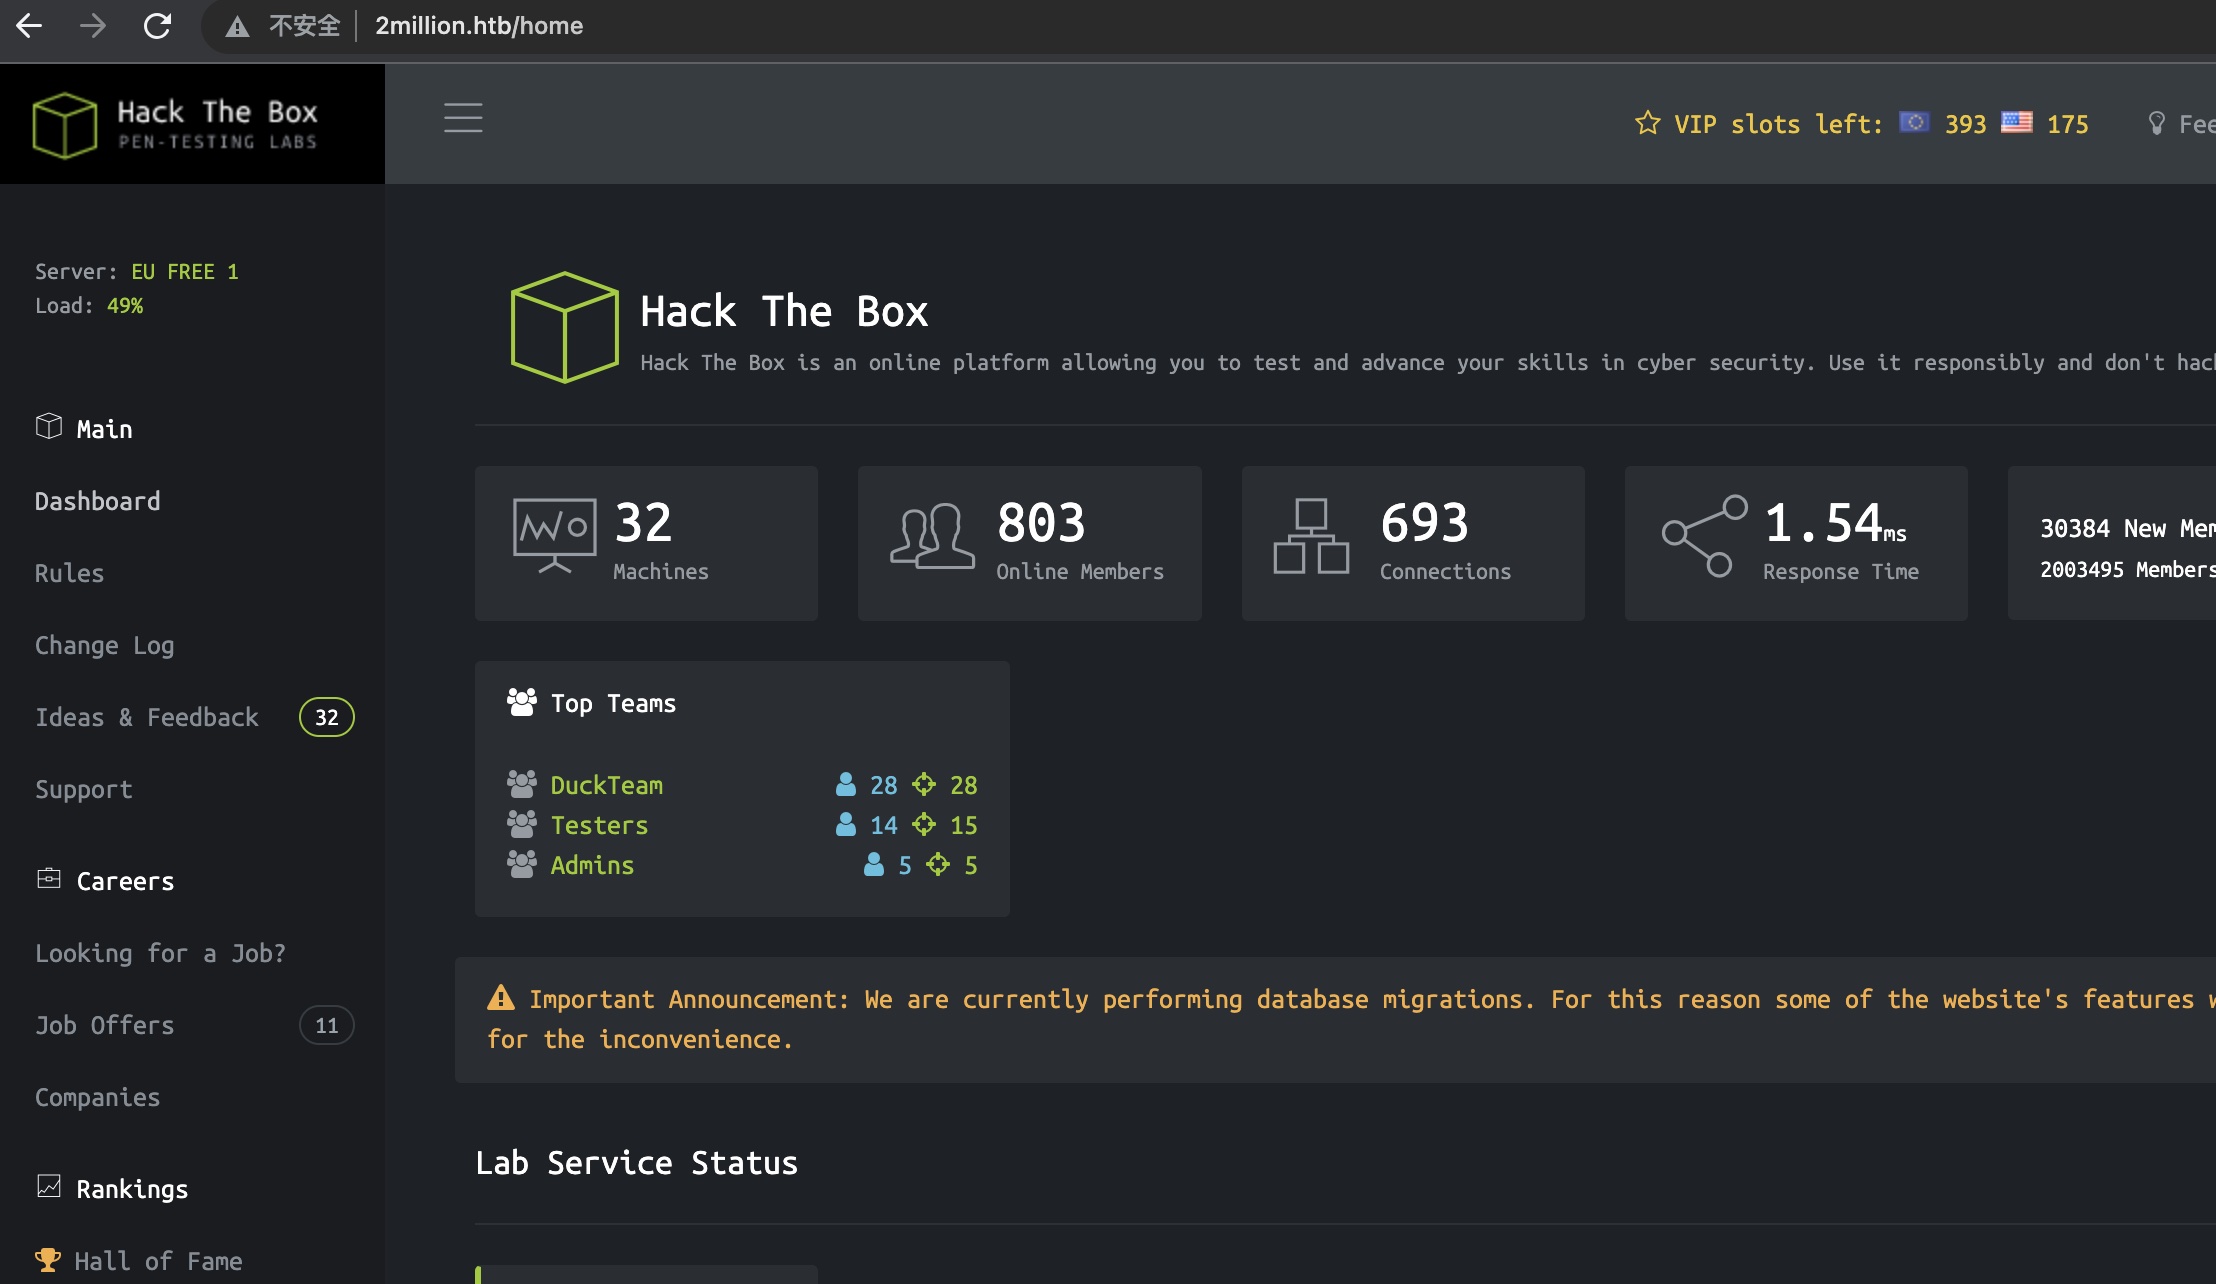 不安全 2million.htb/home
Hack The Box
PEN-TESTING LABS
VIP slots left: 393 175
Server: EU FREE 1
Load: 49%
Main
Dashboard
Rules
Change Log
Ideas & Feedback 32
Support
Careers
Looking for a Job?
Job Offers 11
Companies
Rankings
Hall of Fame
Hack The Box
Hack The Box is an online platform allowing you to test and advance your skills in cyber security. Use it responsibly and don't
32
Machines
803
Online Members
693
Connections
1.54ms
Response Time
30384 New
2003495 Members
Top Teams
DuckTeam 28 28
Testers 14 15
Admins 5 5
Important Announcement: We are currently performing database migrations. For this reason some of the website's features
for the inconvenience.
Lab Service Status